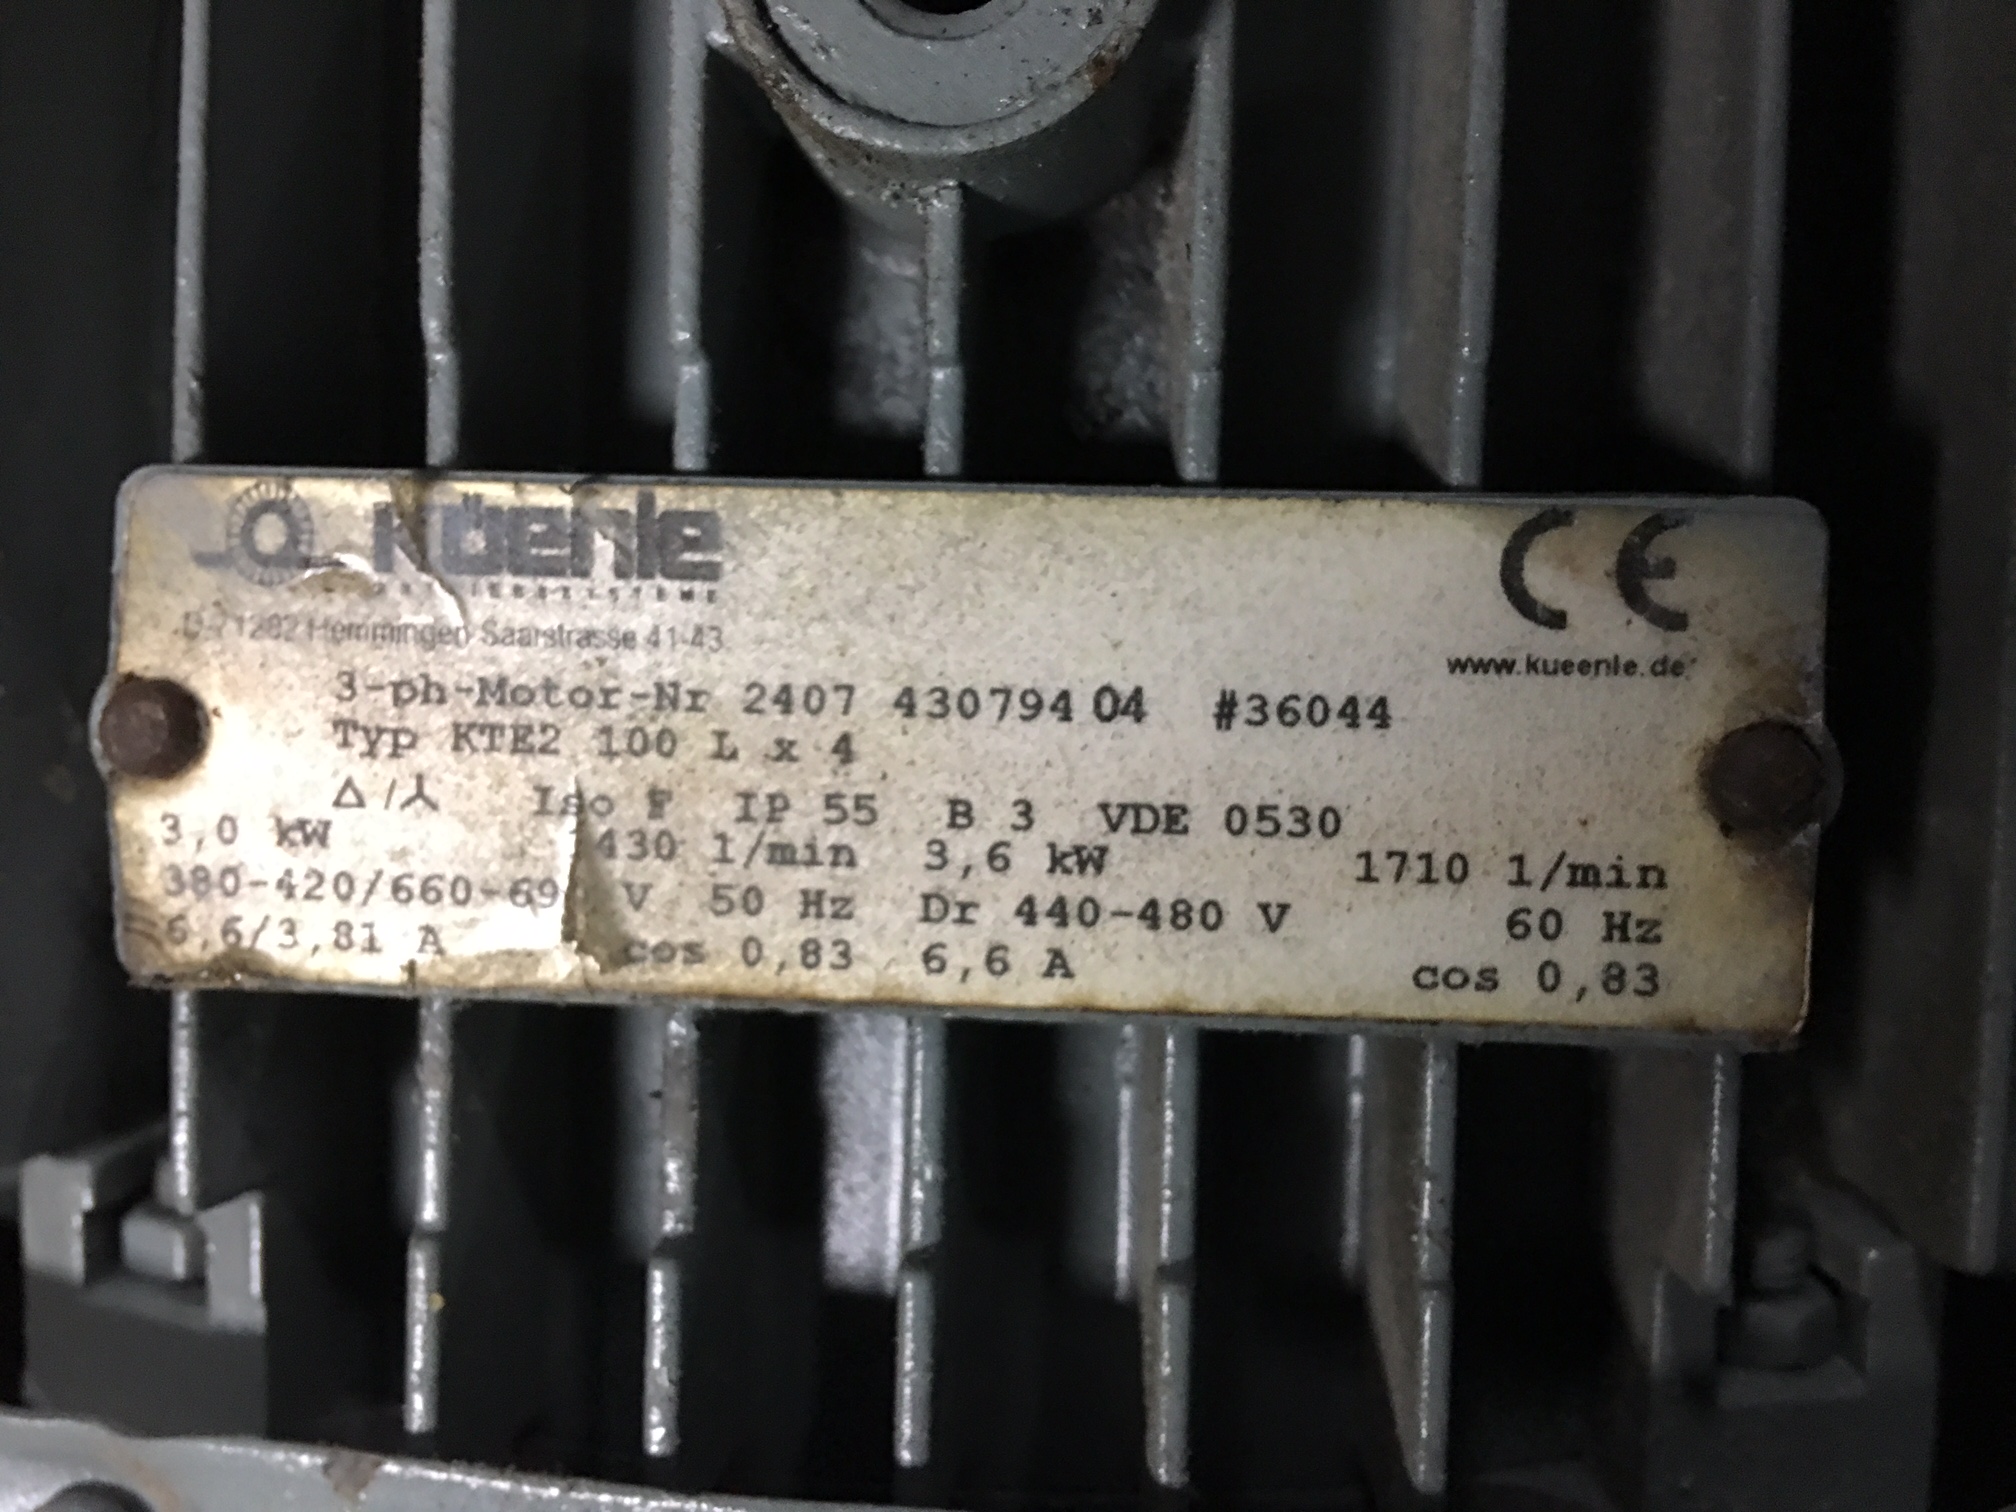 Küenle
CE
D-71282 Hemmingen Saarstrasse 41-43
www.kueenle.de
3-ph-Motor-Nr 2407 430794 04 #36044
Typ KTE2 100 L x 4
Δ/⅄ Iso F IP 55 B 3 VDE 0530
3,0 kW 430 1/min 3,6 kW 1710 1/min
380-420/660-69 V 50 Hz Dr 440-480 V 60 Hz
6,6/3,81 A cos 0,83 6,6 A cos 0,83